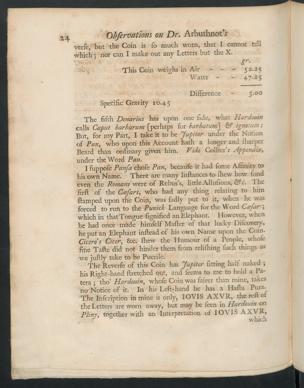 24
Observations on Dr. Arbuthnot's
verse, but the Coin is so much worn, that I cannot tell
which; nor can I make out any Letters but the X.
gr.
This Coin weighs in Air - - - 52.25
Water - - - 47.25
Difference - 5.00
Specific Gravity 10.45
The fifth Denarius has upon one side, what Hardouin
calls Caput barbarum [perhaps for barbatum] & ignotum:
But, for my Part, I take it to be Jupiter under the Notion
of Pan, who upon this Account hath a longer and sharper
Beard than ordinary given him. Vide Collier's Appendix,
under the Word Pan.
I suppose Pansa chose Pan, because it had some Affinity to
his own Name. There are many Instances to shew how fond
even the Romans were of Rebus's, little Allusions, &c. The
first of the Cæsars, who had any thing relating to him
stamped upon the Coin, was fully put to it, when he was
forced to run to the Punick Language for the Word Cæsar;
which in that Tongue signified an Elephant. However, when
he had once made himself Master of that lucky Discovery,
he put an Elephant instead of his own Name upon the Coin.
Cicero's Cicer, &c. shew the Humour of a People, whose
fine Taste did not hinder them from relishing such things as
we justly take to be Puerile.
The Reverse of this Coin has Jupiter sitting half naked;
his Right-hand stretched out, and seems to me to hold a Pa-
tera; tho' Hardouin, whose Coin was fairer than mine, takes
no Notice of it. In his Left-hand he has a Hasta Pura.
The Inscription in mine is only, IOVIS AXVR, the rest of
the Letters are worn away, but may be seen in Hardouin on
Pliny, together with an Interpretation of IOVIS AXVR,
which